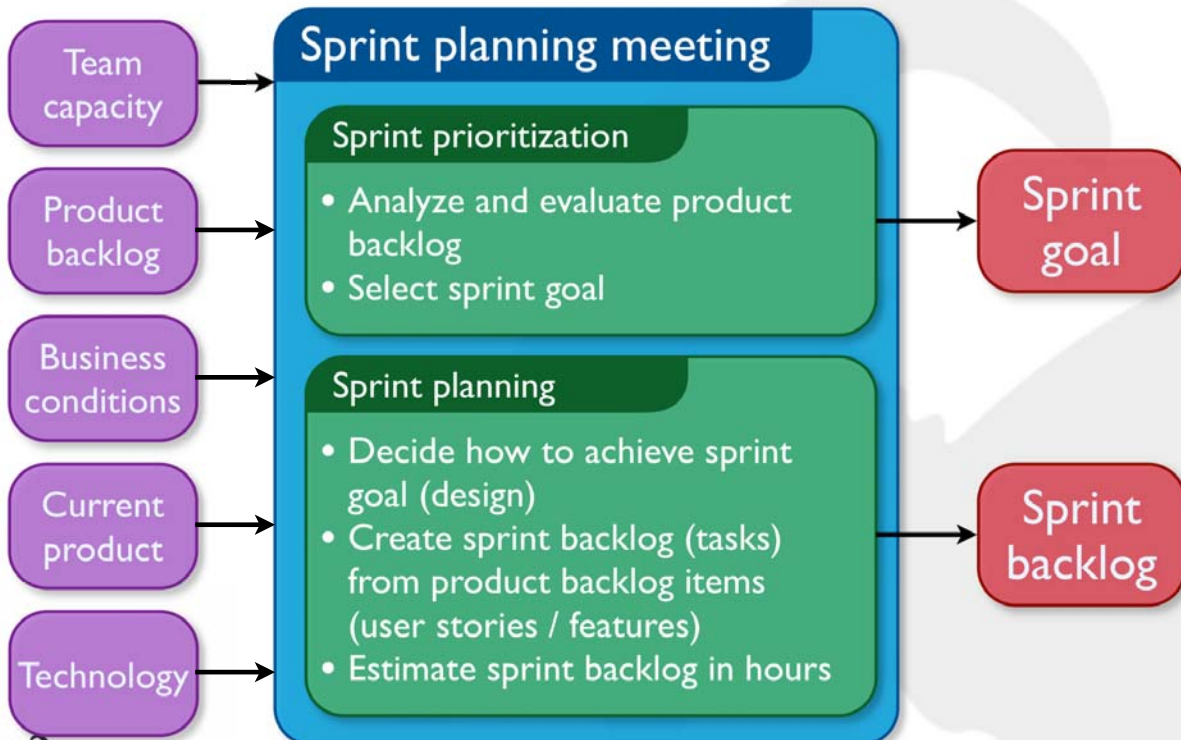 Team
capacity
Product
backlog
Business
conditions
Current
product
Technology
Sprint planning meeting
Sprint prioritization
• Analyze and evaluate product
backlog
• Select sprint goal
Sprint planning
• Decide how to achieve sprint
goal (design)
• Create sprint backlog (tasks)
from product backlog items
(user stories / features)
• Estimate sprint backlog in hours
Sprint
goal
Sprint
backlog